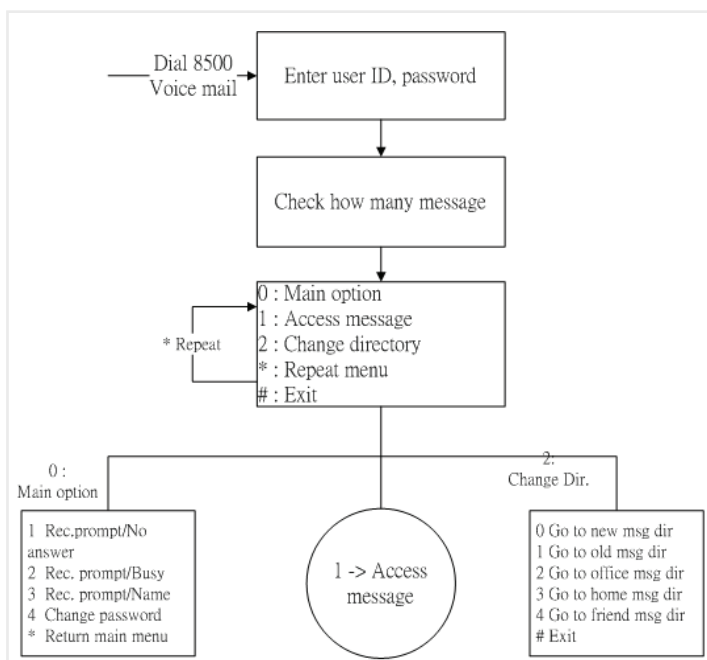 Dial 8500
Voice mail
Enter user ID, password
Check how many message
0 : Main option
1 : Access message
2 : Change directory
* : Repeat menu
# : Exit
* Repeat
0 :
Main option
2:
Change Dir.
1 Rec.prompt/No
answer
2 Rec. prompt/Busy
3 Rec. prompt/Name
4 Change password
* Return main menu
1 -> Access
message
0 Go to new msg dir
1 Go to old msg dir
2 Go to office msg dir
3 Go to home msg dir
4 Go to friend msg dir
# Exit